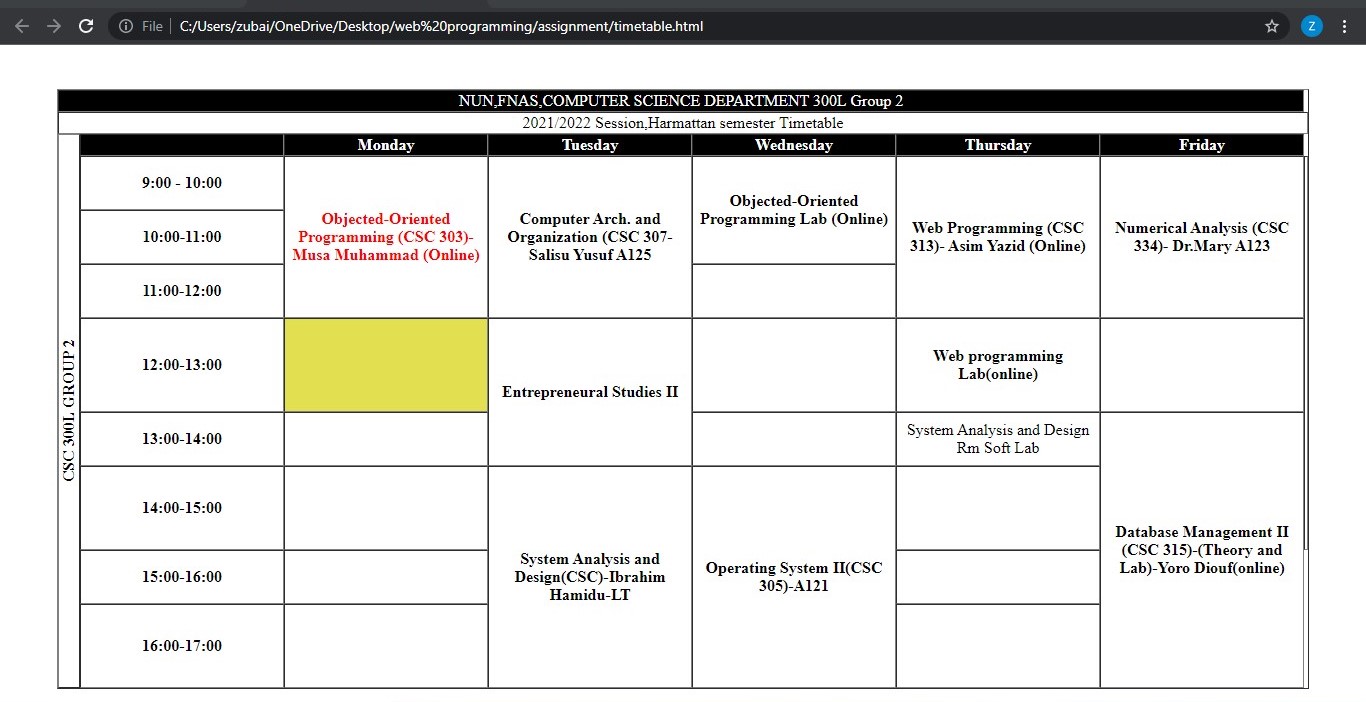 File
C:/Users/zubai/OneDrive/Desktop/web%20programming/assignment/timetable.html
Z
NUN,FNAS,COMPUTER SCIENCE DEPARTMENT 300L Group 2
2021/2022 Session,Harmattan semester Timetable
Monday
Tuesday
Wednesday
Thursday
Friday
CSC 300L GROUP 2
9:00 - 10:00
Objected-Oriented
Programming (CSC 303)-
Musa Muhammad (Online)
Computer Arch. and
Organization (CSC 307-
Salisu Yusuf A125
Objected-Oriented
Programming Lab (Online)
Web Programming (CSC
313)- Asim Yazid (Online)
Numerical Analysis (CSC
334)- Dr.Mary A123
10:00-11:00
11:00-12:00
12:00-13:00
Entrepreneural Studies II
Web programming
Lab(online)
13:00-14:00
System Analysis and Design
Rm Soft Lab
Database Management II
(CSC 315)-(Theory and
Lab)-Yoro Diouf(online)
14:00-15:00
System Analysis and
Design(CSC)-Ibrahim
Hamidu-LT
Operating System II(CSC
305)-A121
15:00-16:00
16:00-17:00